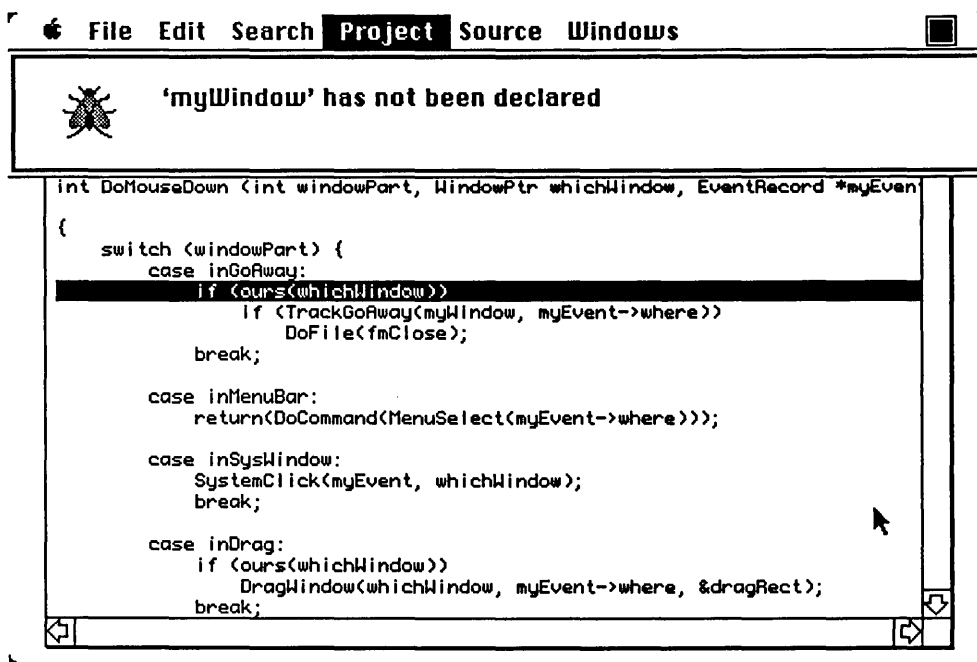 File Edit Search Project Source Windows
‘myWindow’ has not been declared
int DoMouseDown (int windowPart, WindowPtr whichWindow, EventRecord *myEven
{
    switch (windowPart) {
        case inGoAway:
            if (ours(whichWindow))
                if (TrackGoAway(myWindow, myEvent->where))
                    DoFile(fmClose);
            break;

        case inMenuBar:
            return(DoCommand(MenuSelect(myEvent->where)));

        case inSysWindow:
            SystemClick(myEvent, whichWindow);
            break;

        case inDrag:
            if (ours(whichWindow))
                DragWindow(whichWindow, myEvent->where, &dragRect);
            break;